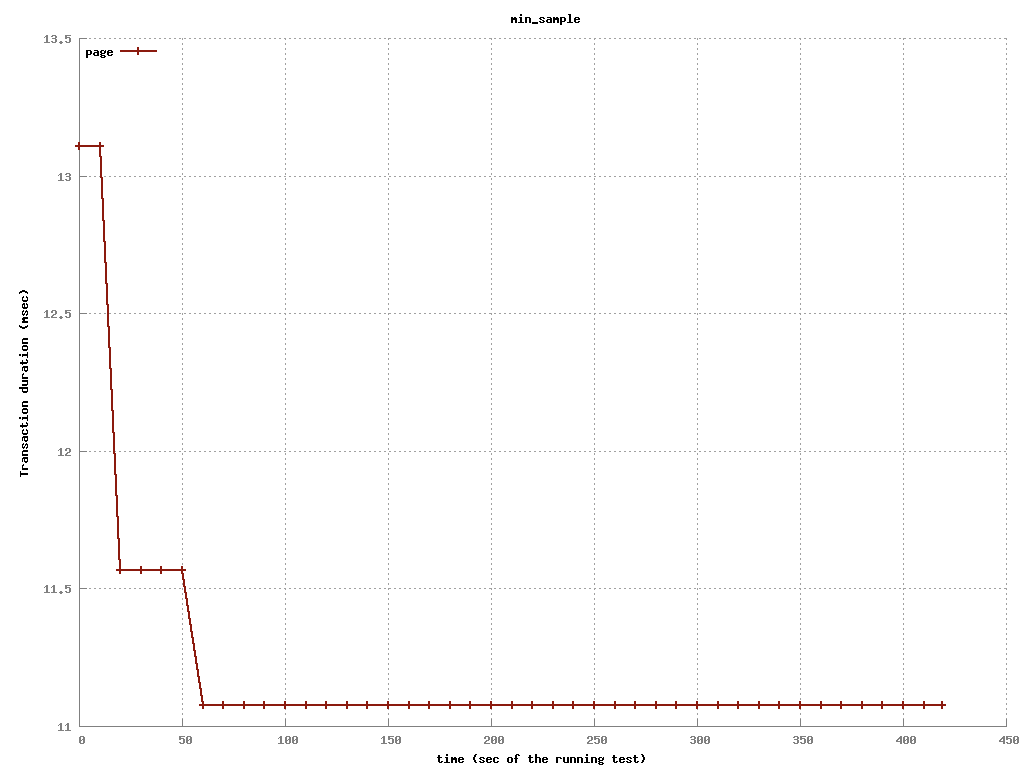 min_sample
page
13.5
13
12.5
12
11.5
11
Transaction duration (msec)
0 50 100 150 200 250 300 350 400 450
time (sec of the running test)